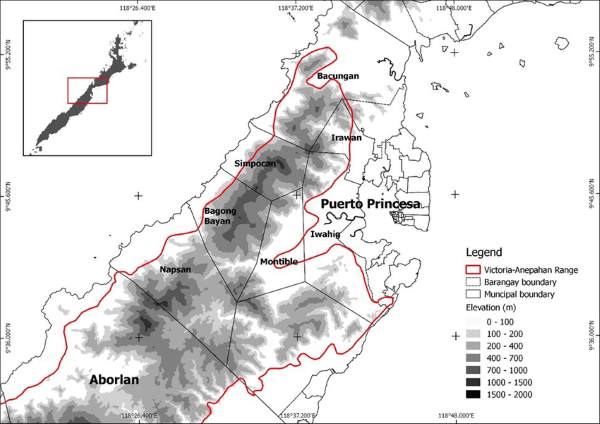 118°26.400'E
118°37.200'E
118°48.000'E
9°55.200'N
9°55.200'N
Bacungan
Irawan
Simpocan
9°45.600'N
Puerto Princesa
9°45.600'N
Bagong
Bayan
Iwahig
Montible
Napsan
Legend
Victoria-Anepahan Range
Barangay boundary
Muncipal boundary
Elevation (m)
0 - 100
100 - 200
200 - 400
400 - 700
700 - 1000
1000 - 1500
1500 - 2000
9°36.000'N
9°36.000'N
Aborlan
118°26.400'E
118°37.200'E
118°48.000'E